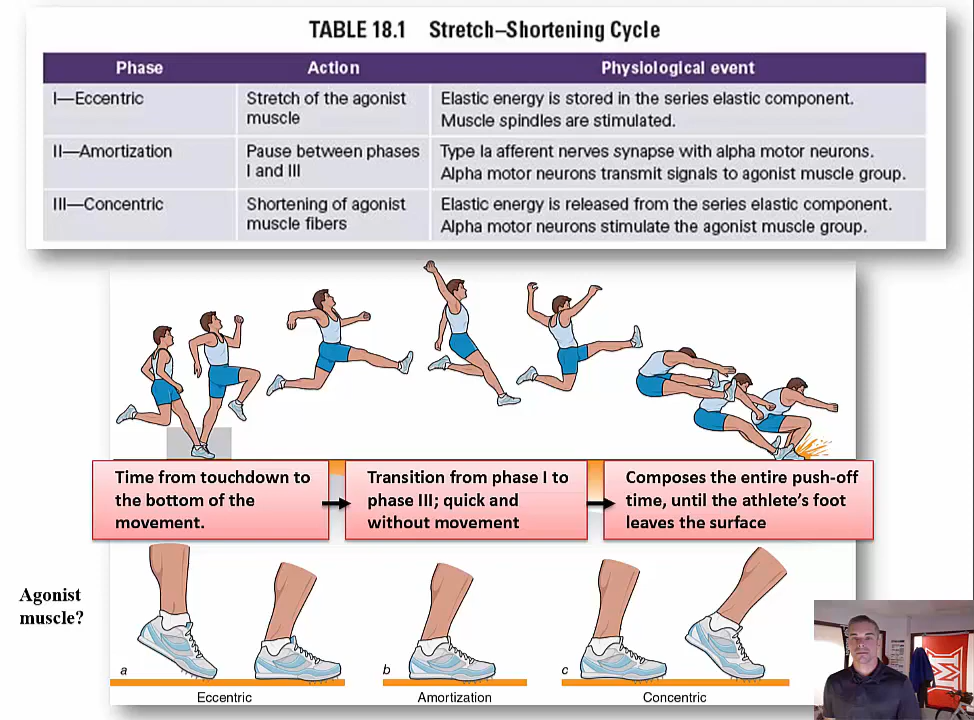 TABLE 18.1 Stretch–Shortening Cycle
Phase Action Physiological event
I—Eccentric Stretch of the agonist muscle Elastic energy is stored in the series elastic component.
Muscle spindles are stimulated.
II—Amortization Pause between phases I and III Type Ia afferent nerves synapse with alpha motor neurons.
Alpha motor neurons transmit signals to agonist muscle group.
III—Concentric Shortening of agonist muscle fibers Elastic energy is released from the series elastic component.
Alpha motor neurons stimulate the agonist muscle group.
Time from touchdown to
the bottom of the
movement.
Transition from phase I to
phase III; quick and
without movement
Composes the entire push-off
time, until the athlete's foot
leaves the surface
Agonist
muscle?
a
b
c
Eccentric
Amortization
Concentric
M